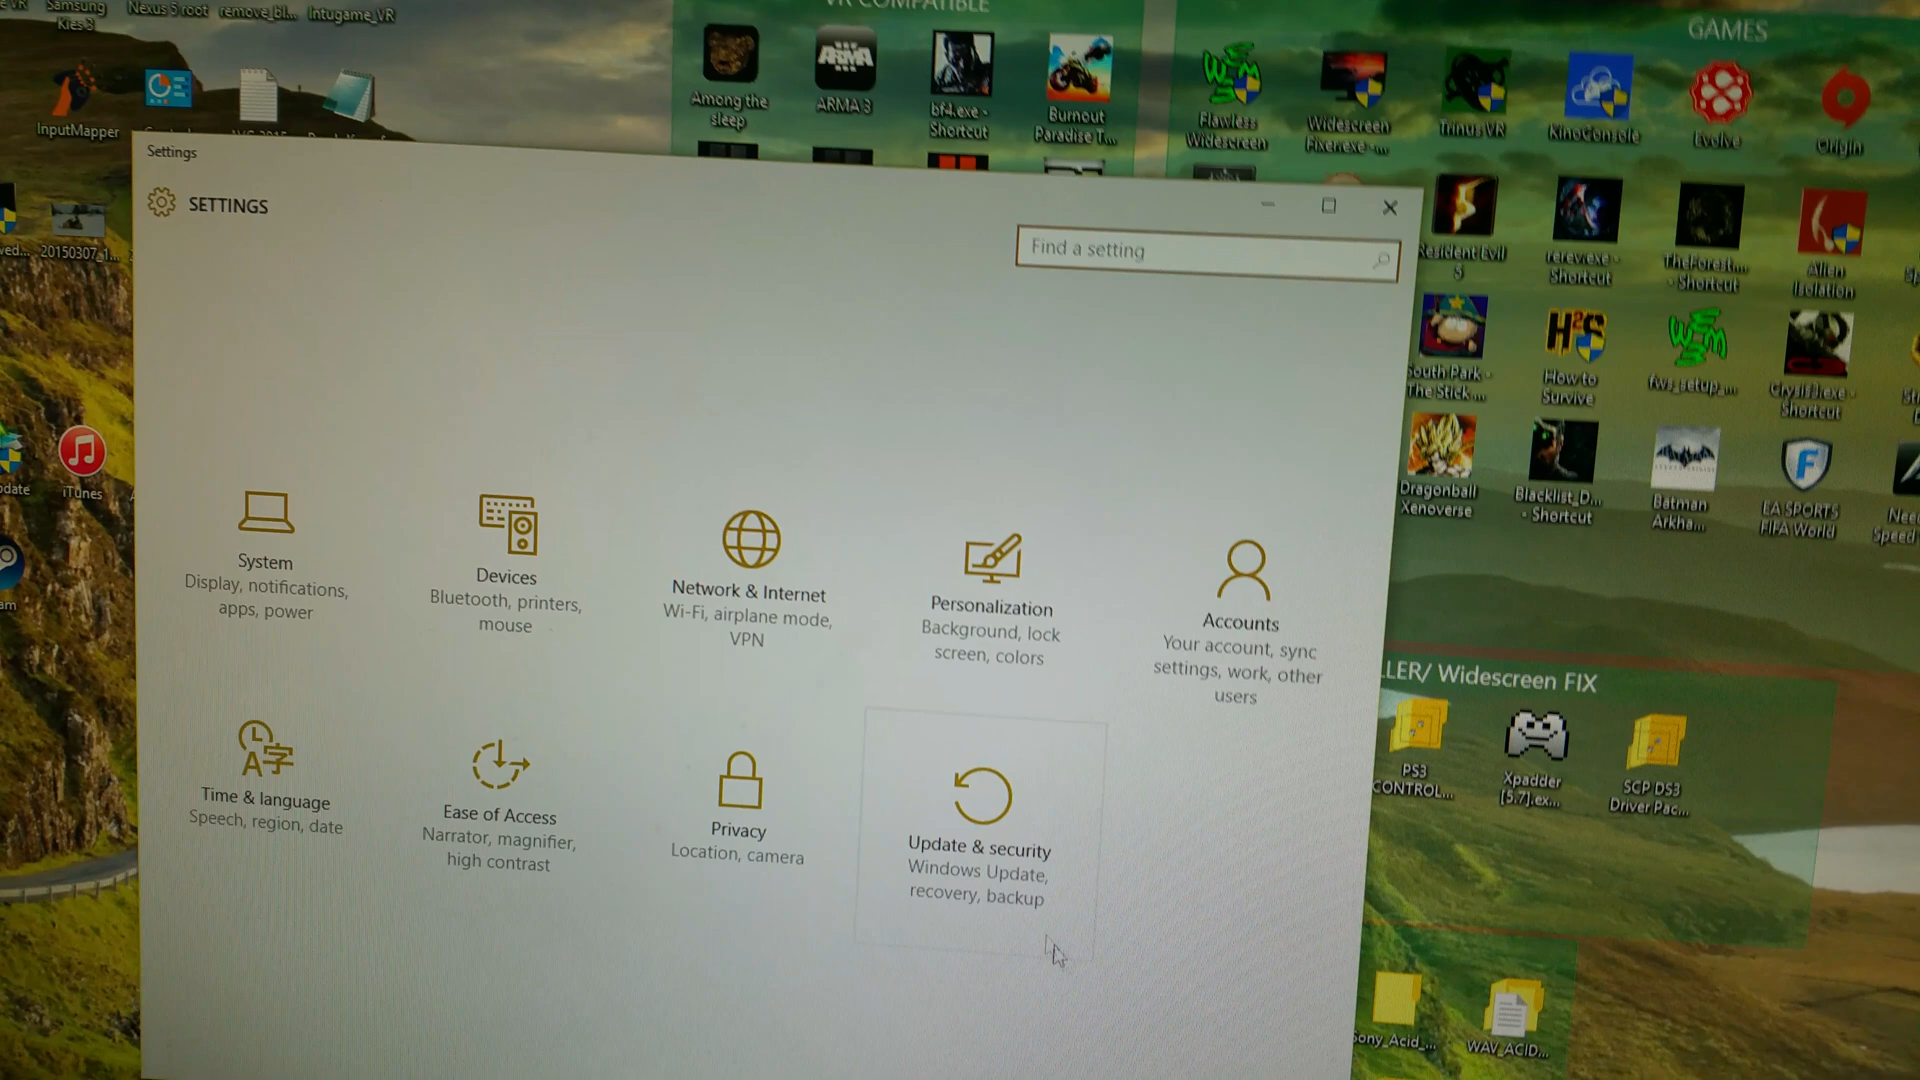 Samsung
Kies 3
Nexus 5 root
remove_bl...
Intugame_VR
VR COMPATIBLE
GAMES
InputMapper
Among the
sleep
ARMA 3
bf4.exe -
Shortcut
Burnout
Paradise T...
Flawless
Widescreen
Widescreen
Fixer.exe -...
TrinusVR
KinoConsole
Evolve
Origin
20150307_1...
iTunes
Settings
SETTINGS
Find a setting
System
Display, notifications,
apps, power
Devices
Bluetooth, printers,
mouse
Network & Internet
Wi-Fi, airplane mode,
VPN
Personalization
Background, lock
screen, colors
Accounts
Your account, sync
settings, work, other
users
Time & language
Speech, region, date
Ease of Access
Narrator, magnifier,
high contrast
Privacy
Location, camera
Update & security
Windows Update,
recovery, backup
Resident Evil
5
rerev.exe -
Shortcut
TheForest....
- Shortcut
Alien
Isolation
South Park -
The Stick ...
How to
Survive
fws_setup_...
Crysis3.exe -
Shortcut
Dragonball
Xenoverse
Blacklist_D...
- Shortcut
Batman
Arkha...
EA SPORTS
FIFA World
Need
Speed
LLER/ Widescreen FIX
PS3
CONTROL...
Xpadder
[5.7].ex...
SCP DS3
Driver Pac...
Sony_Acid_...
WAV_ACID...